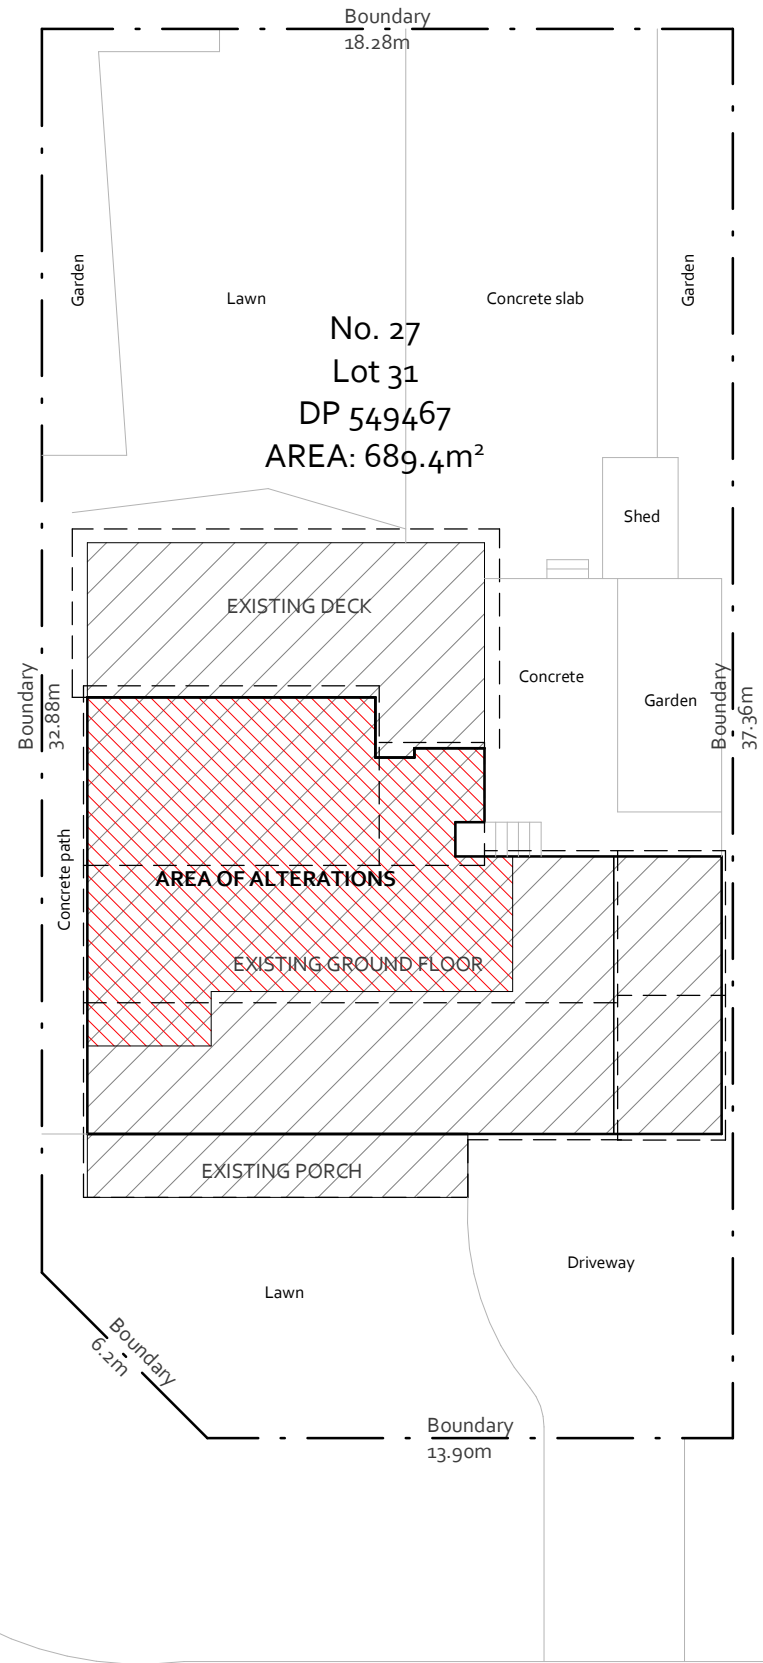 Boundary
18.28m
Garden
Lawn
Concrete slab
Garden
No. 27
Lot 31
DP 549467
AREA: 689.4m²
Shed
EXISTING DECK
Concrete
Garden
Boundary
32.88m
Boundary
37.36m
Concrete path
AREA OF ALTERATIONS
EXISTING GROUND FLOOR
EXISTING PORCH
Driveway
Lawn
Boundary
6.2m
Boundary
13.90m